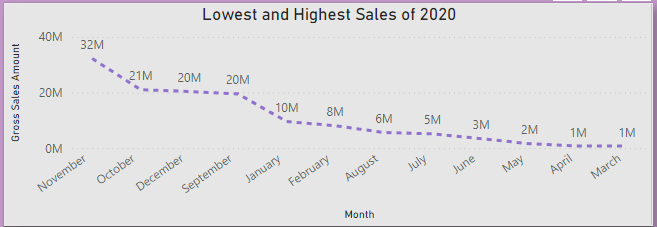 Lowest and Highest Sales of 2020
Gross Sales Amount
40M
20M
0M
32M
21M
20M
20M
10M
8M
6M
5M
3M
2M
1M
1M
November
October
December
September
January
February
August
July
June
May
April
March
Month